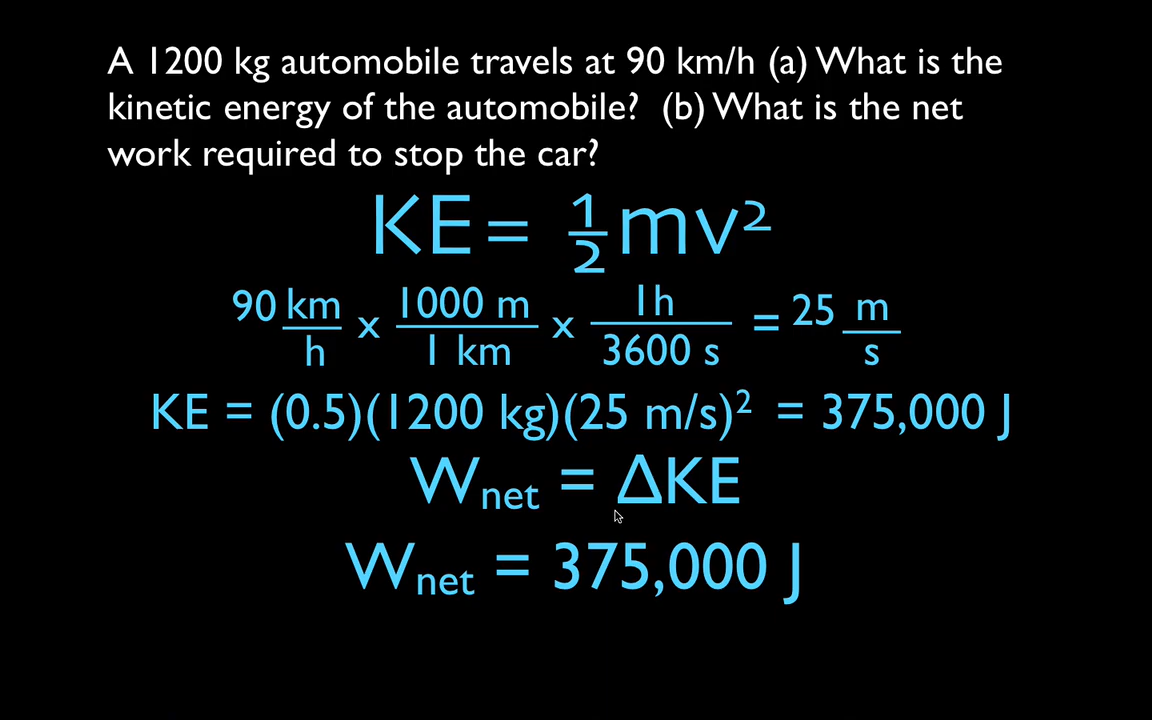 A 1200 kg automobile travels at 90 km/h (a) What is the
kinetic energy of the automobile? (b) What is the net
work required to stop the car?
KE = ½mv²
90 km/h x 1000 m/1 km x 1h/3600 s = 25 m/s
KE = (0.5)(1200 kg)(25 m/s)² = 375,000 J
Wnet = ΔKE
Wnet = 375,000 J